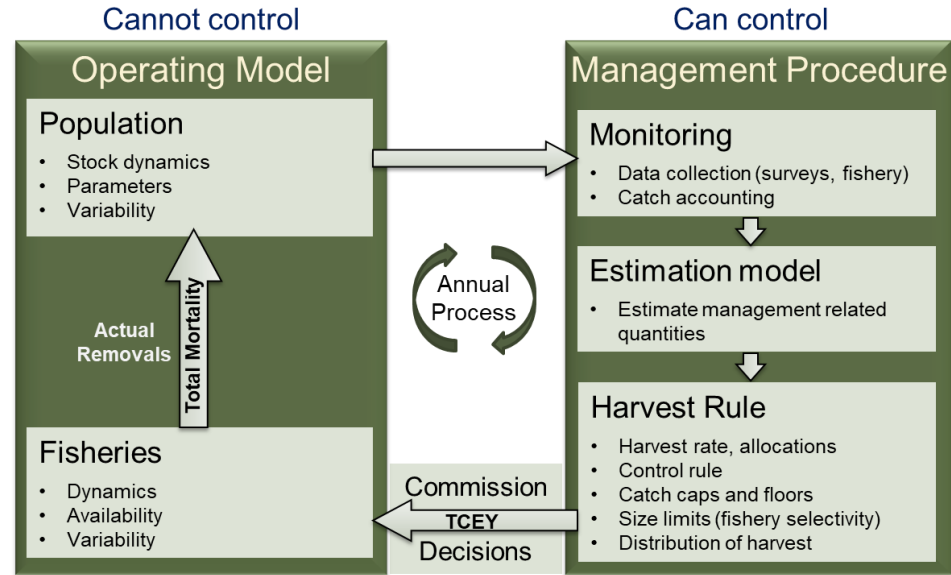 Cannot control
Operating Model
Population
• Stock dynamics
• Parameters
• Variability
Actual
Removals
Total Mortality
Fisheries
• Dynamics
• Availability
• Variability
Annual
Process
Commission
TCEY
Decisions
Can control
Management Procedure
Monitoring
• Data collection (surveys, fishery)
• Catch accounting
Estimation model
• Estimate management related
quantities
Harvest Rule
• Harvest rate, allocations
• Control rule
• Catch caps and floors
• Size limits (fishery selectivity)
• Distribution of harvest